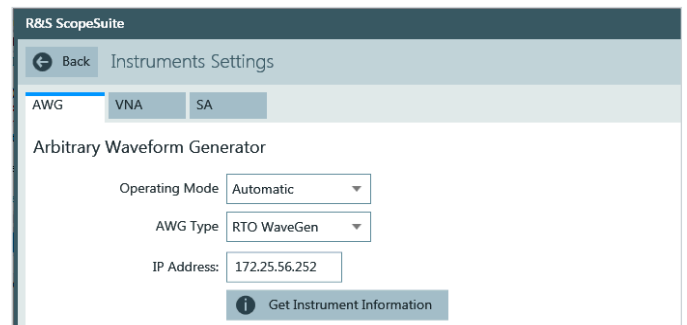 R&S ScopeSuite
Back Instruments Settings
AWG VNA SA
Arbitrary Waveform Generator
Operating Mode Automatic
AWG Type RTO WaveGen
IP Address: 172.25.56.252
Get Instrument Information